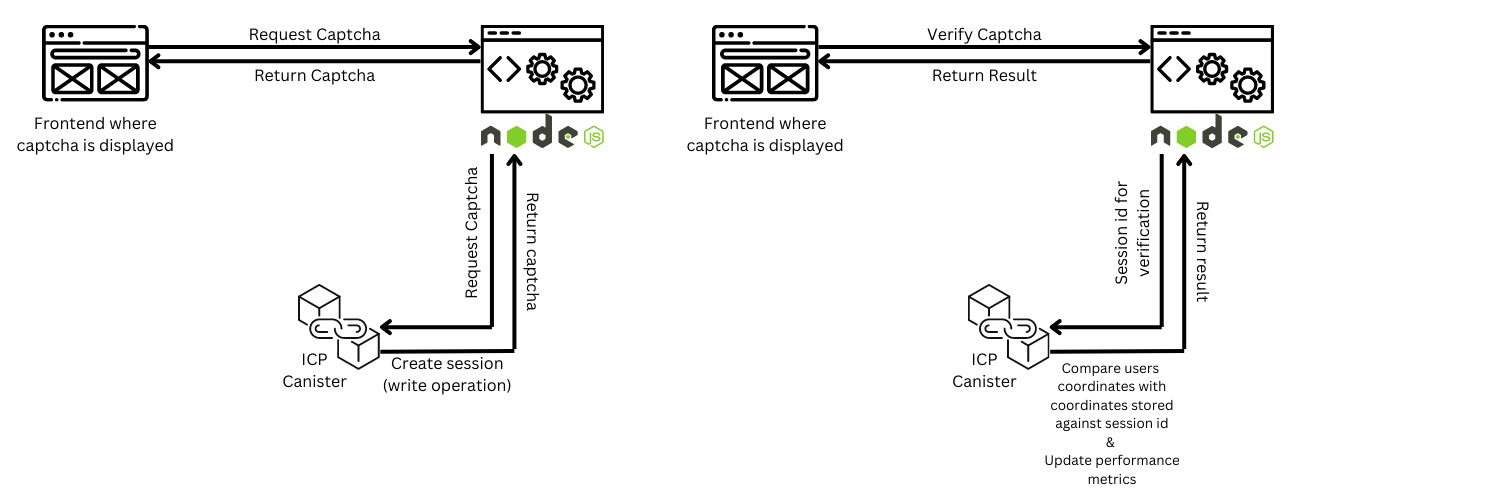 Request Captcha
Return Captcha
Frontend where
captcha is displayed
node
JS
Request Captcha
Return captcha
ICP
Canister
Create session
(write operation)
Verify Captcha
Return Result
Frontend where
captcha is displayed
node
JS
Session id for
verification
Return result
ICP
Canister
Compare users
coordinates with
coordinates stored
against session id
&
Update performance
metrics